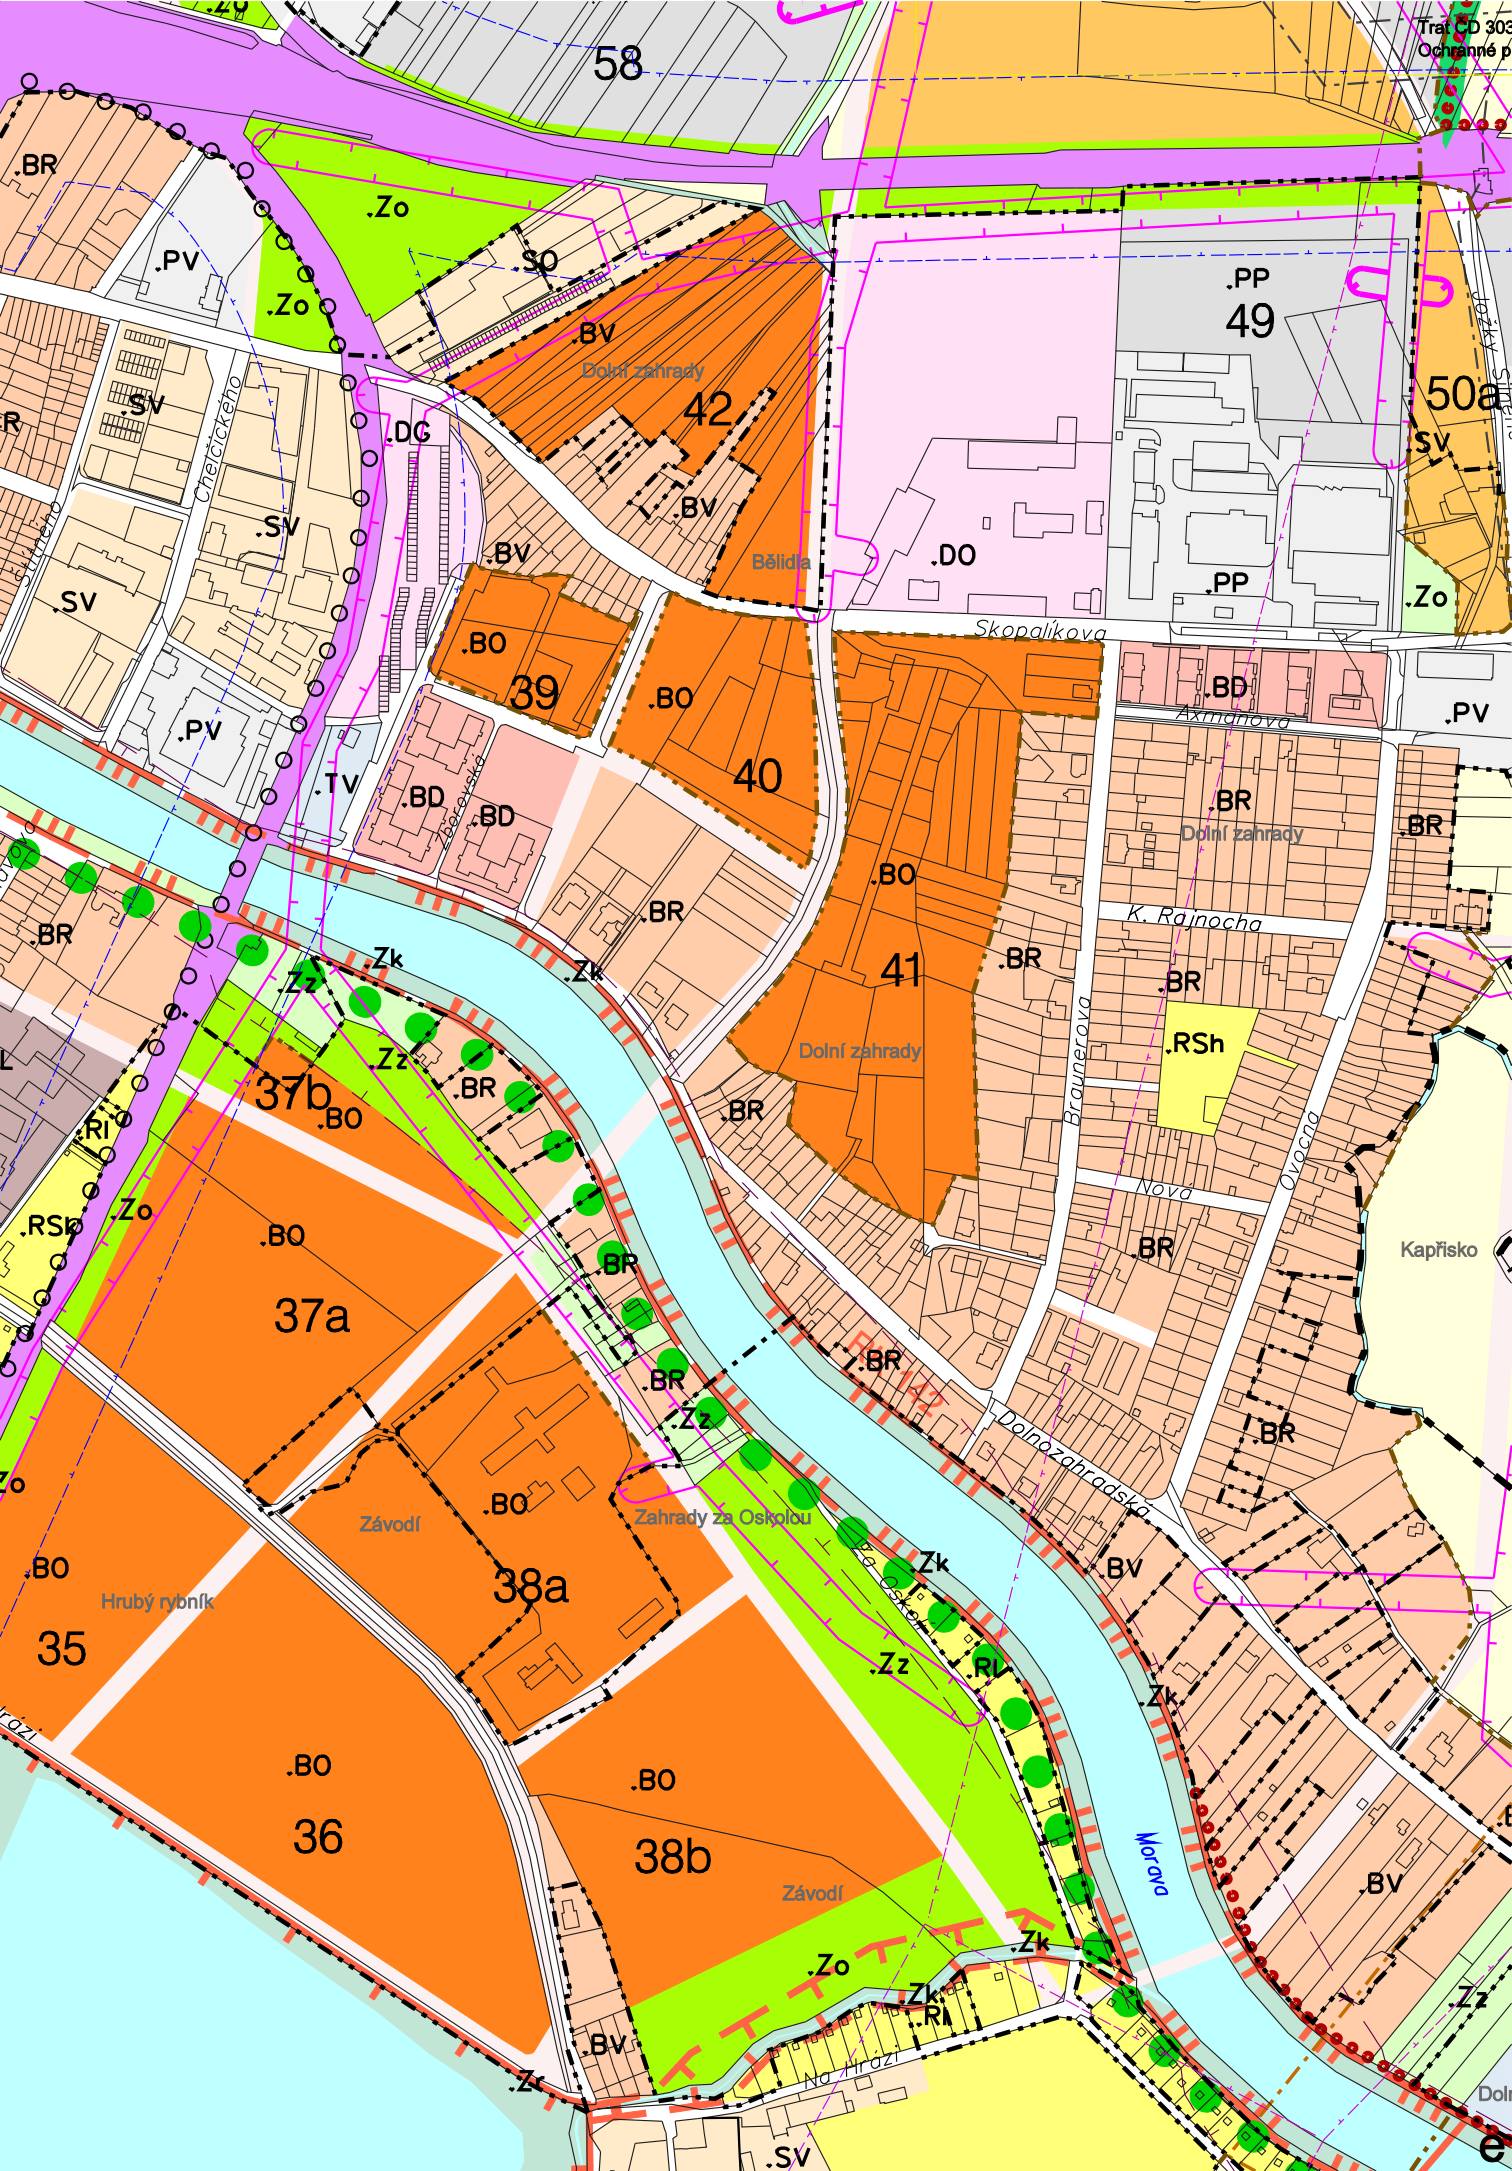 .Zo
58
Trať ČD 303
Ochranné p
.BR
.Zo
.PV
.SO
.PP
49
.Zo
.BV
Dolní zahrady
42
50a
.SV
Chelčického
.DG
.SV
.BV
.SV
.BV
Bělidla
.DO
.PP
.Zo
.SV
Skopalíkova
.BO
39
.BO
.BD
Axmanova
.PV
.PV
40
.TV
.BD
.BD
.BR
Dolní zahrady
.BR
.BO
.BR
K. Rajnocha
.BR
.Zk
.Zk
41
.BR
.BR
.Zz
.RSh
Dolní zahrady
.Zz
Braunerova
37b
.BO
.BR
.BR
.RI
Ovocná
Nová
.Zo
.RSh
.BO
.BR
Kapřisko
.BR
37a
.BR
.BR
.Zz
Dolnozahradská
.BR
.BO
Zahrady za Oskolou
Závodí
.BO
Hrubý rybník
38a
.Zk
.BV
35
.Zz
.RI
.Zk
.BO
.BO
36
38b
Morava
Závodí
.BV
.Zk
.Zo
.Zk
.RI
.Zz
.BV
Na Hrázi
.Zr
.SV